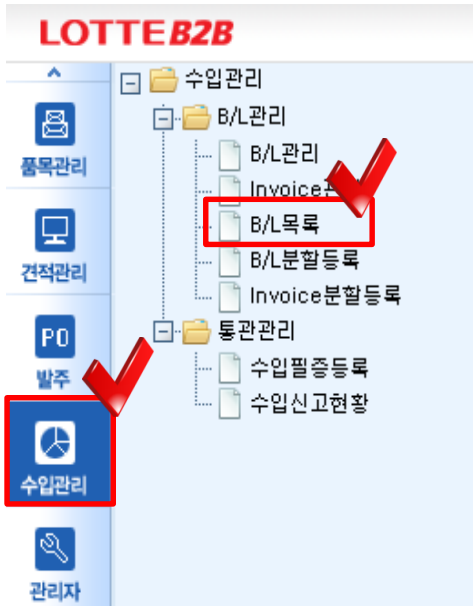 LOTTE B2B
품목관리
견적관리
PO
발주
수입관리
관리자
수입관리
B/L관리
B/L관리
B/L목록
B/L분할등록
Invoice분할등록
통관관리
수입필증등록
수입신고현황